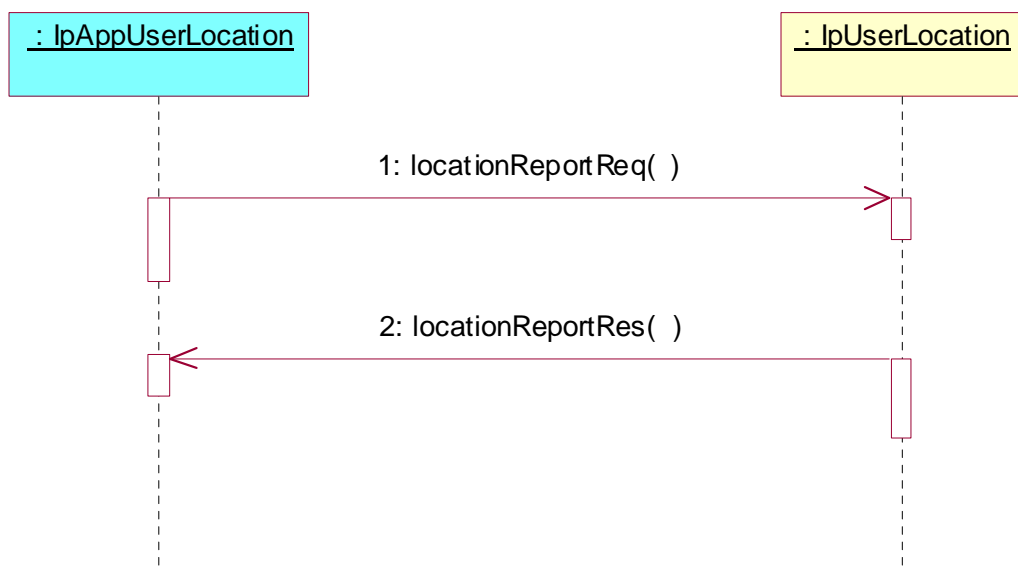 : IpAppUserLocation
: IpUserLocation
1: locationReportReq( )
2: locationReportRes( )